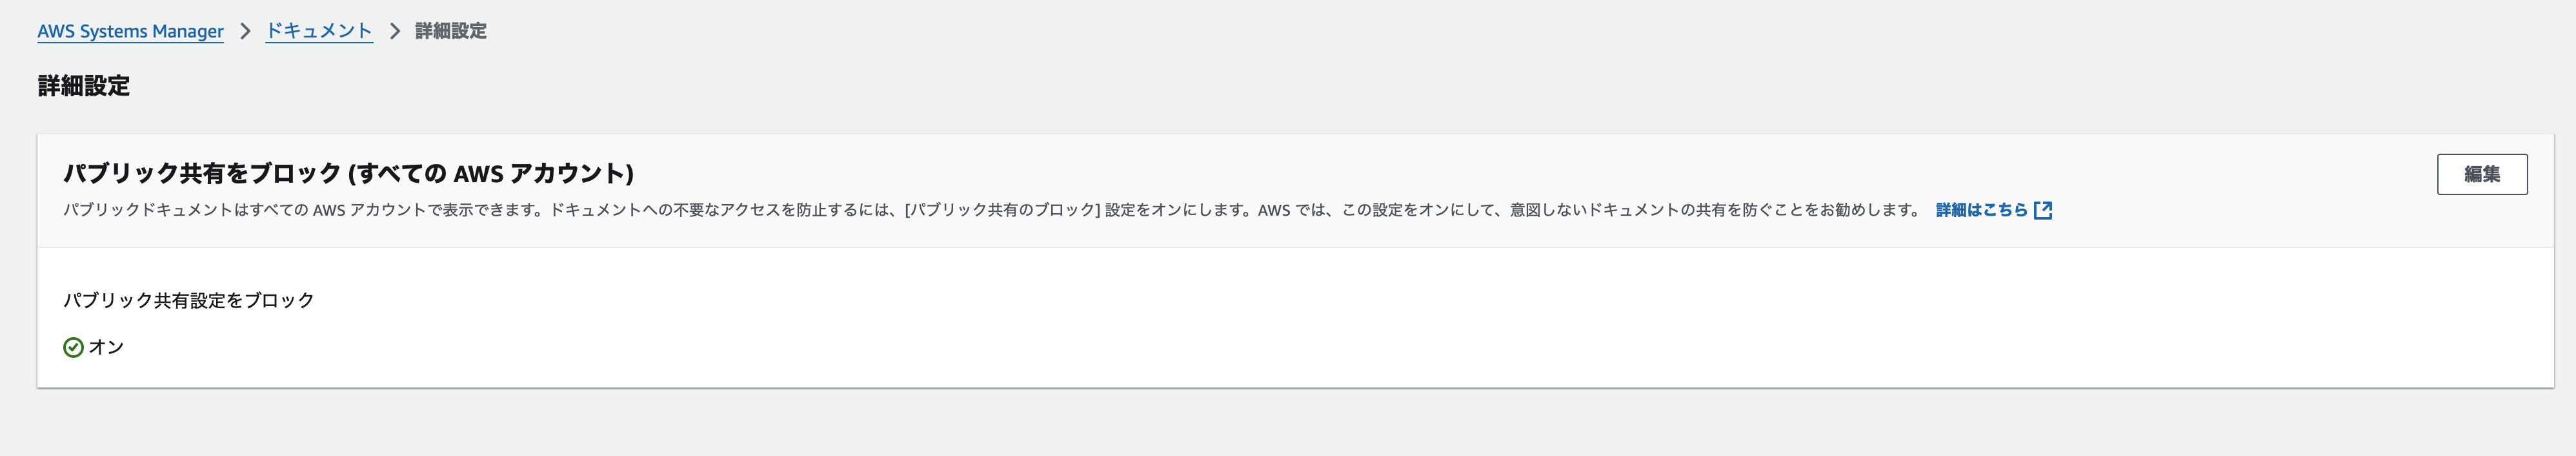 AWS Systems Manager > ドキュメント > 詳細設定
詳細設定
パブリック共有をブロック (すべての AWS アカウント)
編集
パブリックドキュメントはすべての AWS アカウントで表示できます。ドキュメントへの不要なアクセスを防止するには、[パブリック共有のブロック] 設定をオンにします。AWS では、この設定をオンにして、意図しないドキュメントの共有を防ぐことをお勧めします。 詳細はこちら
パブリック共有設定をブロック
オン